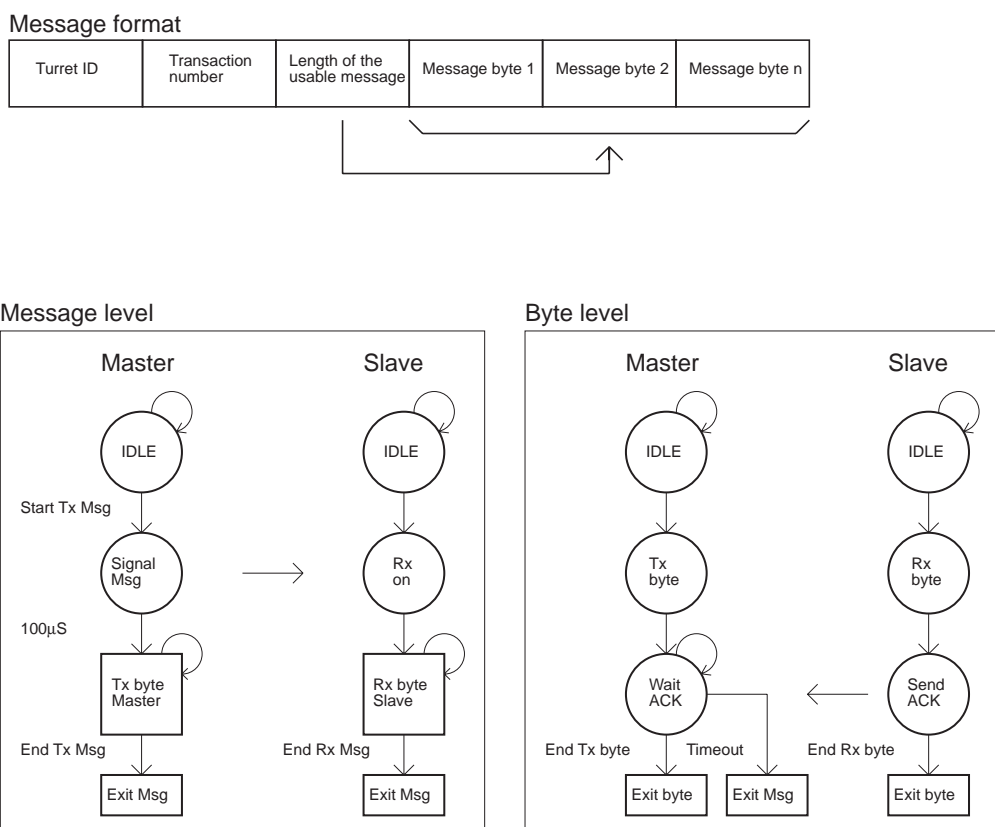 Message format
Turret ID
Transaction
number
Length of the
usable message
Message byte 1
Message byte 2
Message byte n
Message level
Master
Slave
IDLE
IDLE
Start Tx Msg
Signal
Msg
Rx
on
100µS
Tx byte
Master
Rx byte
Slave
End Tx Msg
End Rx Msg
Exit Msg
Exit Msg
Byte level
Master
Slave
IDLE
IDLE
Tx
byte
Rx
byte
Wait
ACK
Send
ACK
End Tx byte
Timeout
End Rx byte
Exit byte
Exit Msg
Exit byte